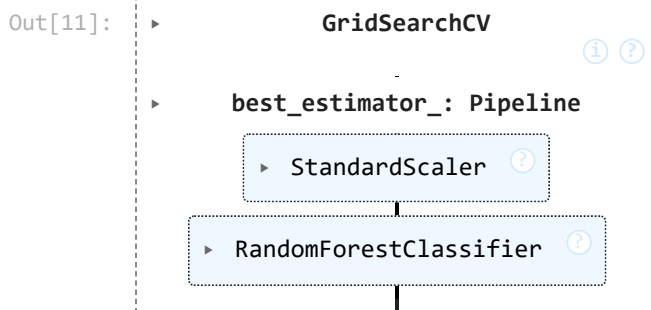 Out[11]: ▸ GridSearchCV
i ?
▸ best_estimator_: Pipeline
▸ StandardScaler ?
▸ RandomForestClassifier ?